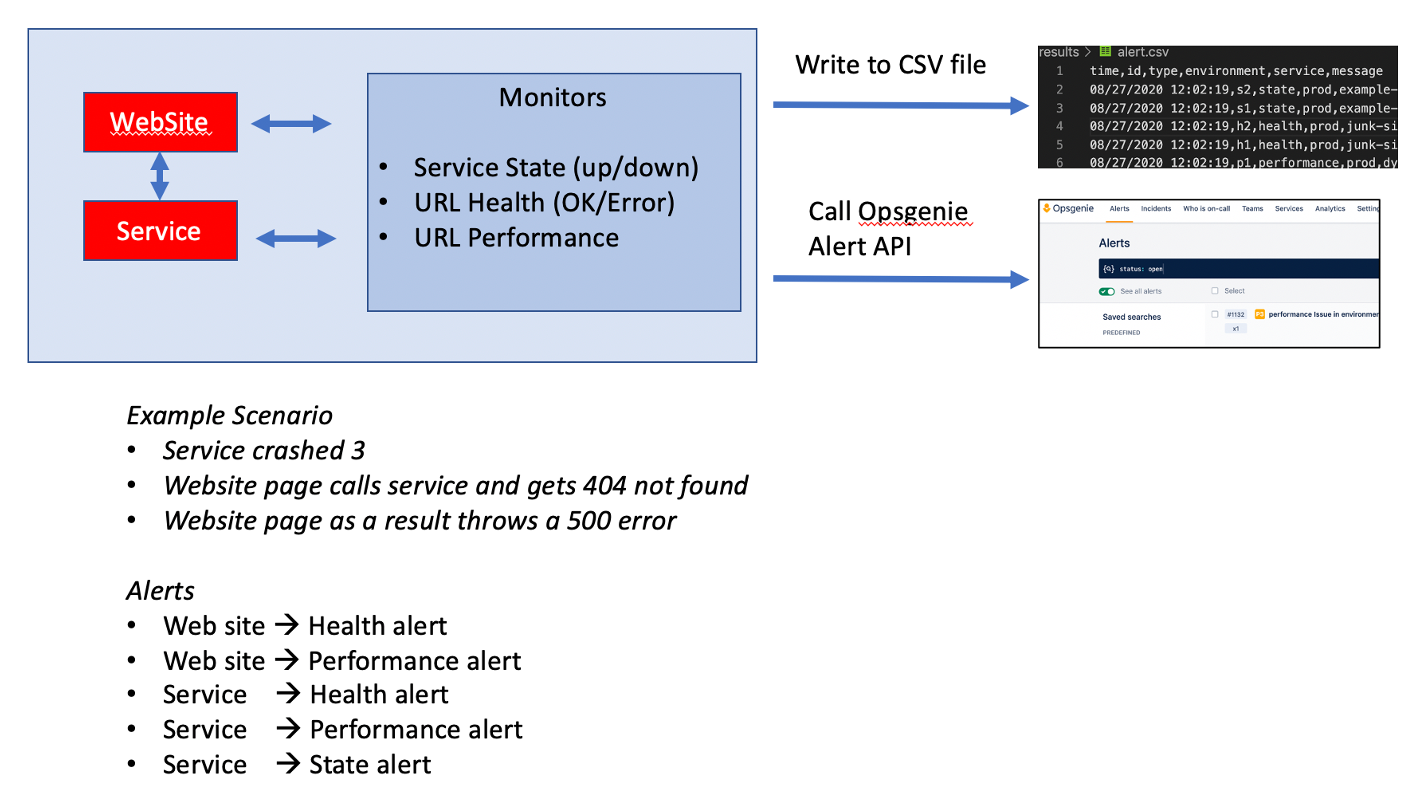 WebSite
Service
Monitors
• Service State (up/down)
• URL Health (OK/Error)
• URL Performance
Write to CSV file
results > alert.csv
1 time,id,type,environment,service,message
2 08/27/2020 12:02:19,s2,state,prod,example-
3 08/27/2020 12:02:19,s1,state,prod,example-
4 08/27/2020 12:02:19,h2,health,prod,junk-si
5 08/27/2020 12:02:19,h1,health,prod,junk-si
6 08/27/2020 12:02:19,p1,performance,prod,dy
Call Opsgenie
Alert API
Opsgenie Alerts Incidents Who is on-call Teams Services Analytics Setting
Alerts
status: open
See all alerts Select
Saved searches
PREDEFINED
#1132 P3 performance Issue in environmen
x1
Example Scenario
• Service crashed 3
• Website page calls service and gets 404 not found
• Website page as a result throws a 500 error
Alerts
• Web site → Health alert
• Web site → Performance alert
• Service → Health alert
• Service → Performance alert
• Service → State alert